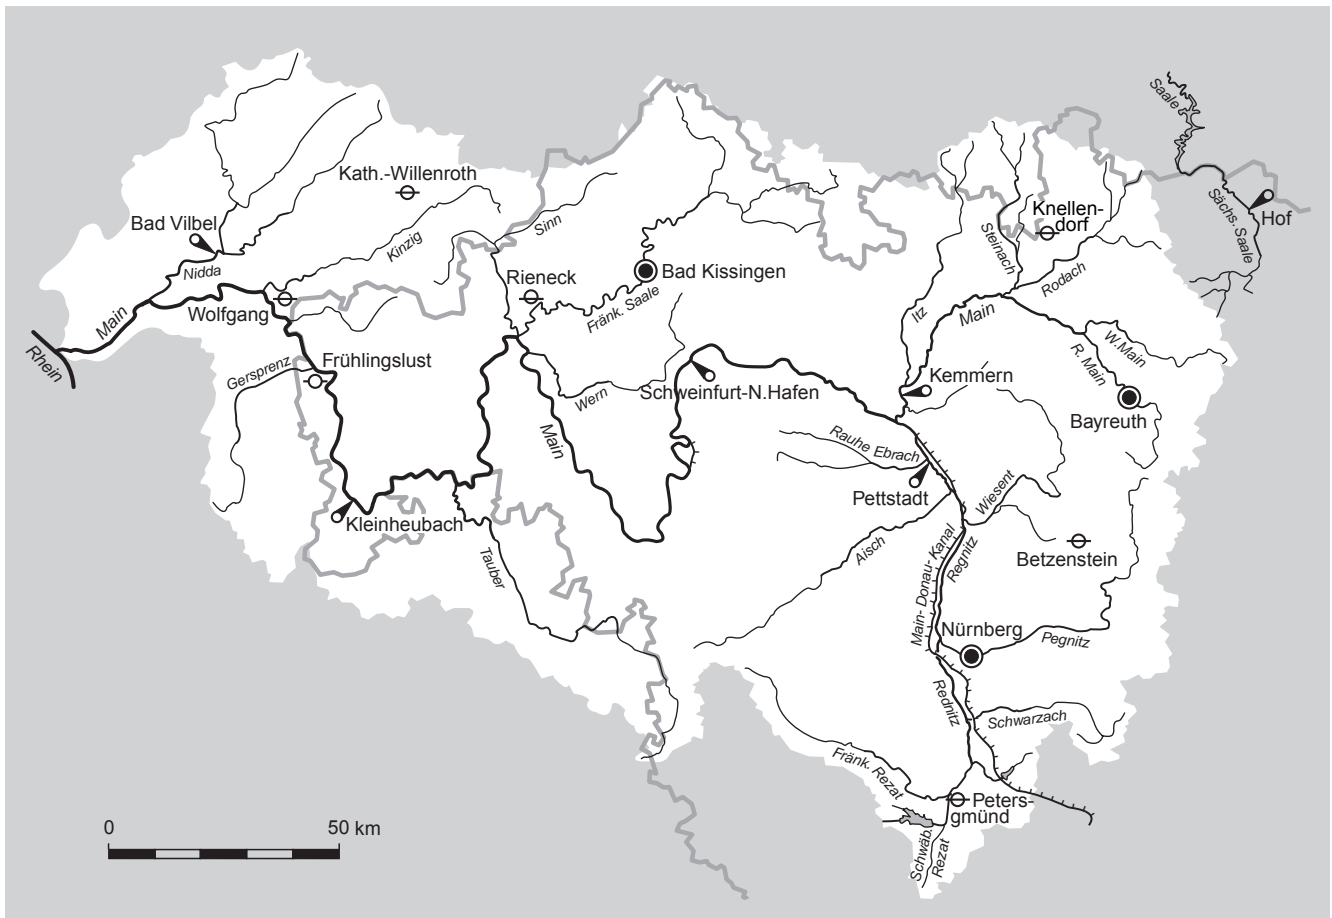 Saale
Kath.-Willenroth
Bad Vilbel
Nidda
Kinzig
Sinn
Knellen-
dorf
Steinach
Sächs. Saale
Hof
Rieneck
Bad Kissingen
Fränk. Saale
Rodach
Wolfgang
Main
Rhein
Itz
Main
W.Main
R. Main
Gersprenz
Frühlingslust
Wern
Schweinfurt-N.Hafen
Kemmern
Bayreuth
Main
Rauhe Ebrach
Pettstadt
Wiesent
Kleinheubach
Tauber
Aisch
Main- Donau- Kanal
Regnitz
Betzenstein
Nürnberg
Pegnitz
Rednitz
Schwarzach
Fränk. Rezat
Peters-
gmünd
Schwäb.
Rezat
0
50 km